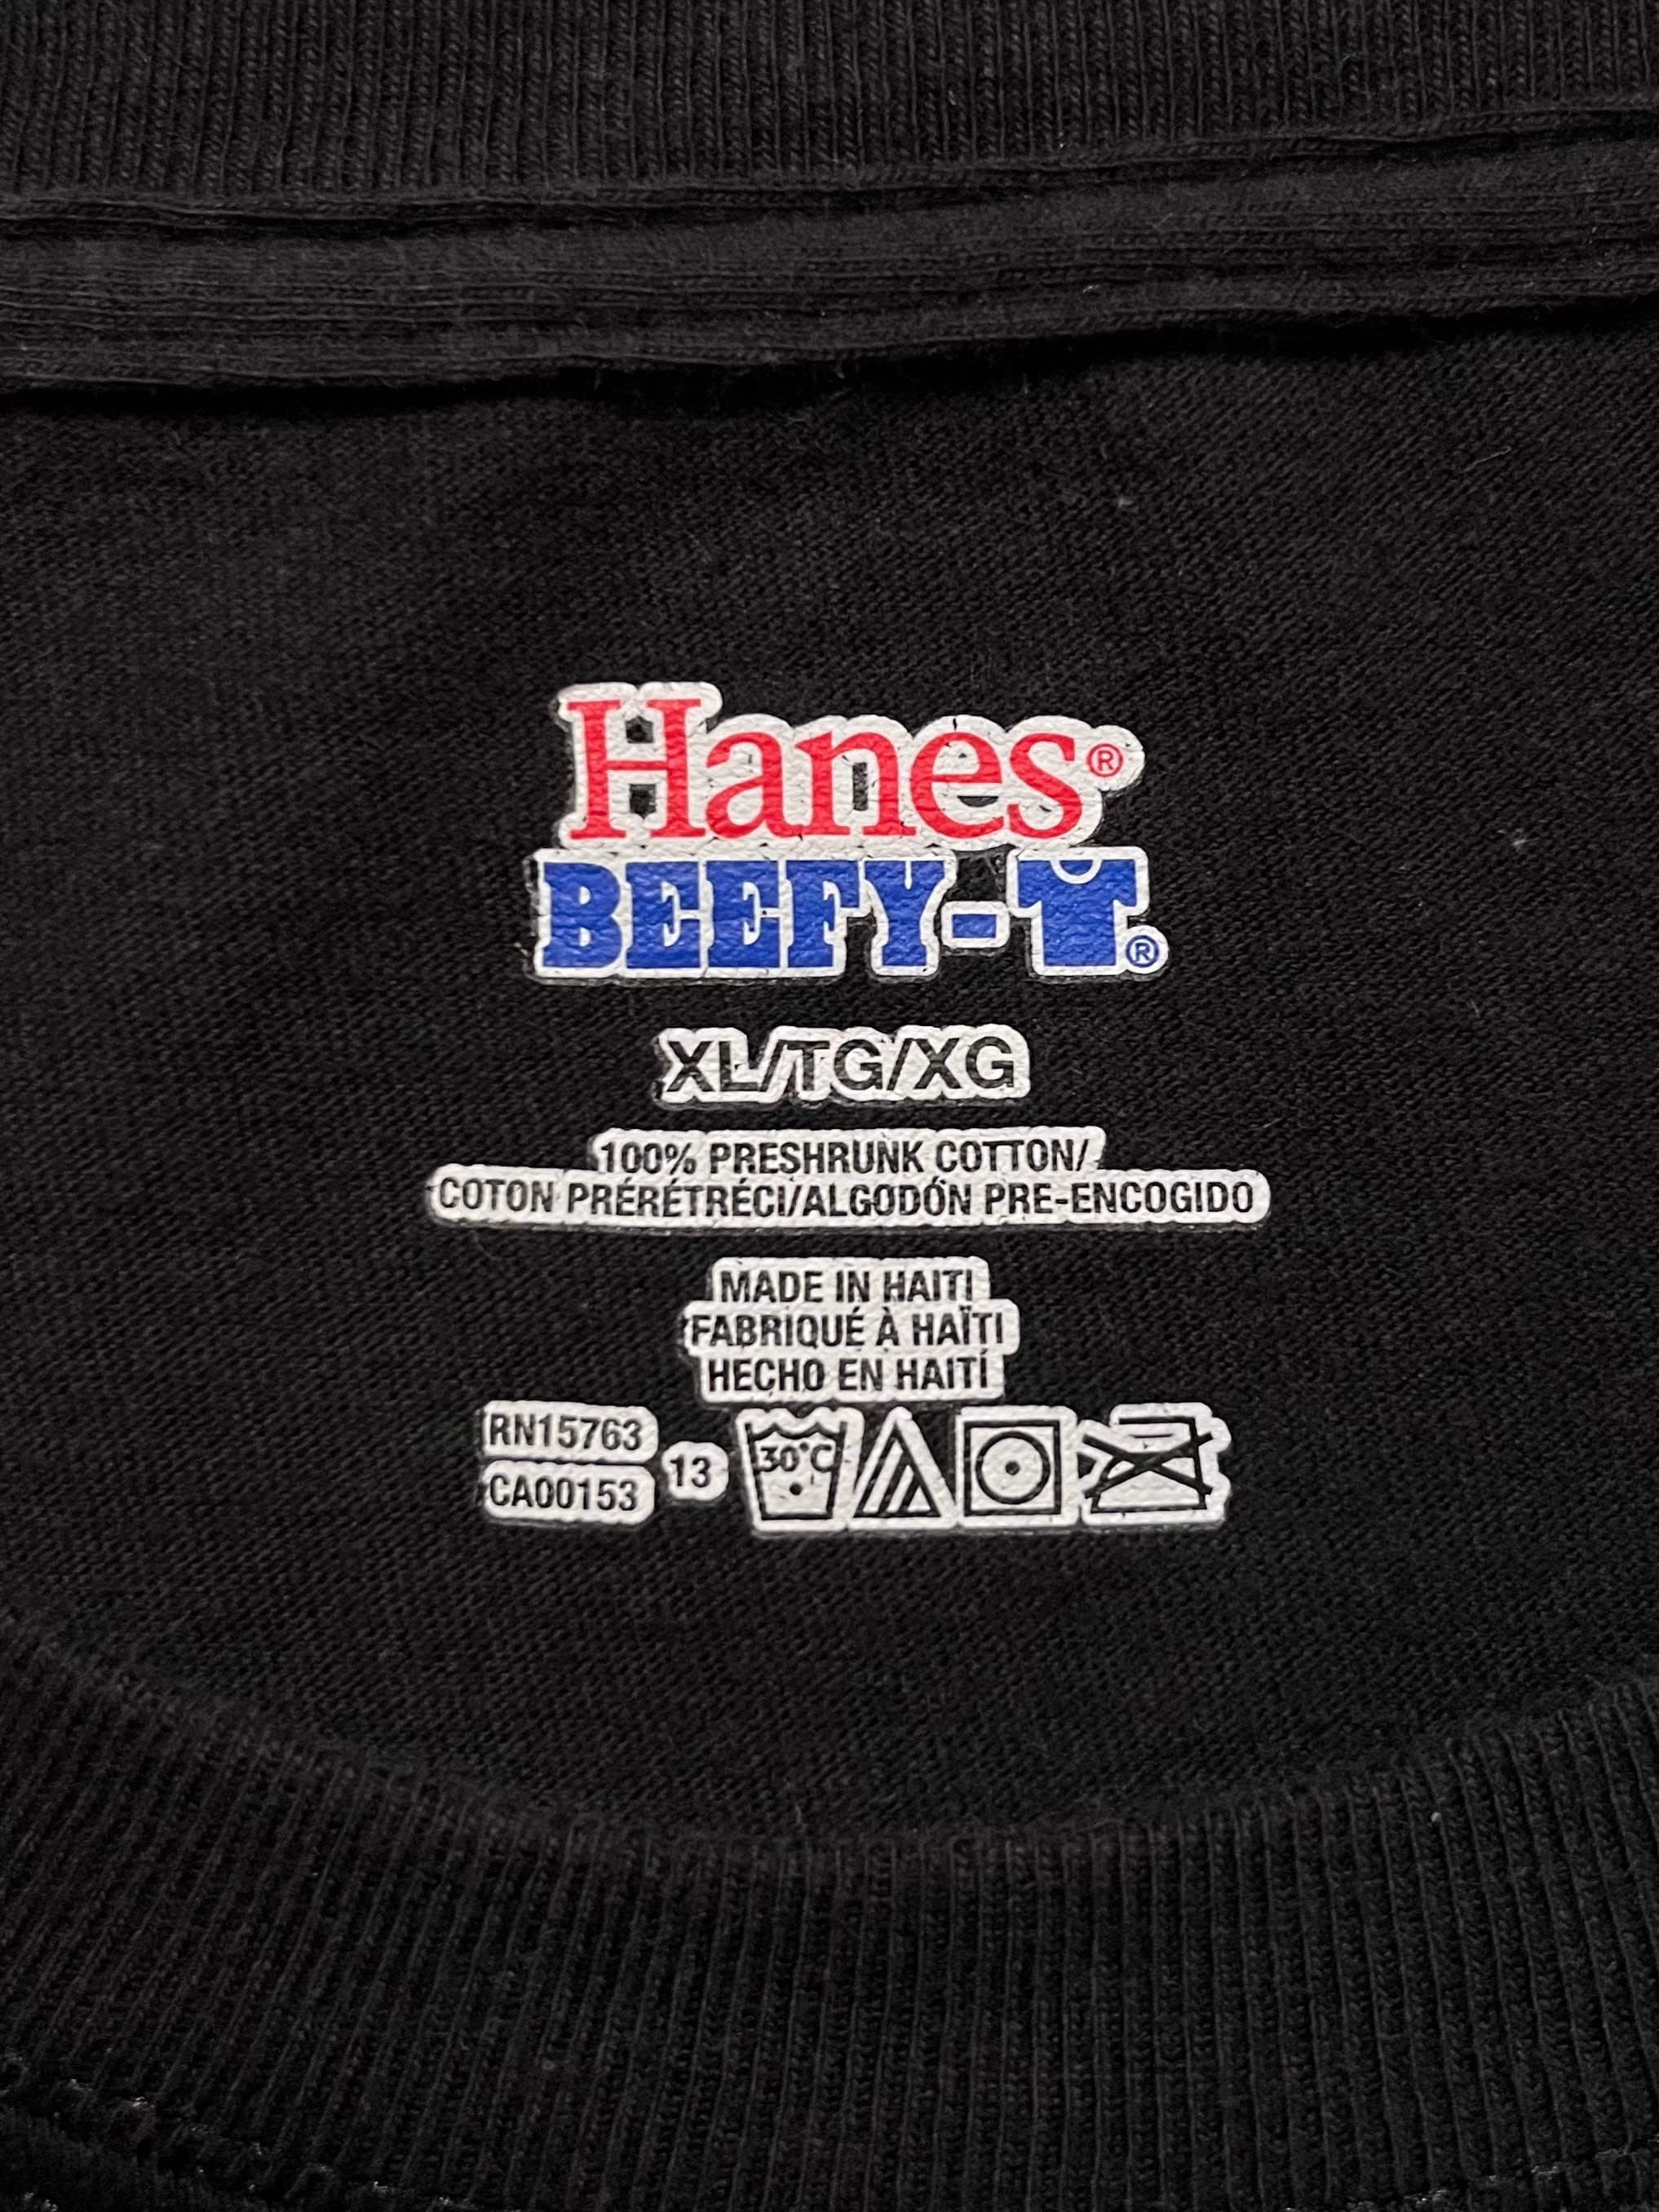 Hanes®
BEEFY-T®
XL/TG/XG
100% PRESHRUNK COTTON/
COTON PRÉRÉTRÉCI/ALGODÓN PRE-ENCOGIDO
MADE IN HAITI
FABRIQUÉ À HAÏTI
HECHO EN HAITÍ
RN15763
CA00153
13
30°C